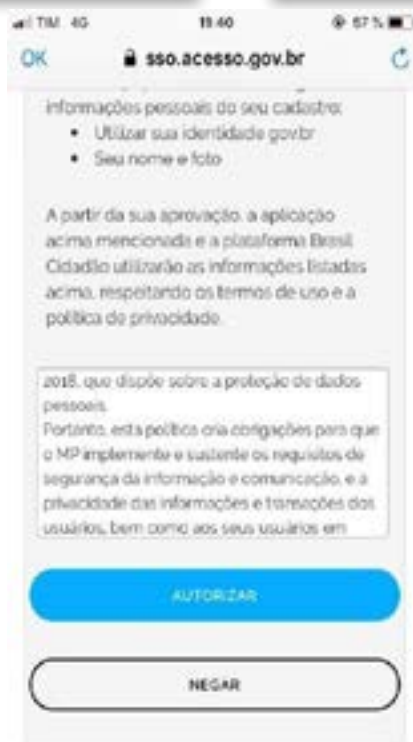 TIM 4G 11:40 67 %
OK sso.acesso.gov.br
informações pessoais do seu cadastro:
• Utilizar sua identidade gov.br
• Seu nome e foto
A partir da sua aprovação, a aplicação
acima mencionada e a plataforma Brasil
Cidadão utilizarão as informações listadas
acima, respeitando os termos de uso e a
política de privacidade.
2018, que dispõe sobre a proteção de dados
pessoais.
Portanto, esta política cria obrigações para que
o MP implemente e sustente os requisitos de
segurança da informação e comunicação, e a
privacidade das informações e transações dos
usuários, bem como aos seus usuários em
AUTORIZAR
NEGAR